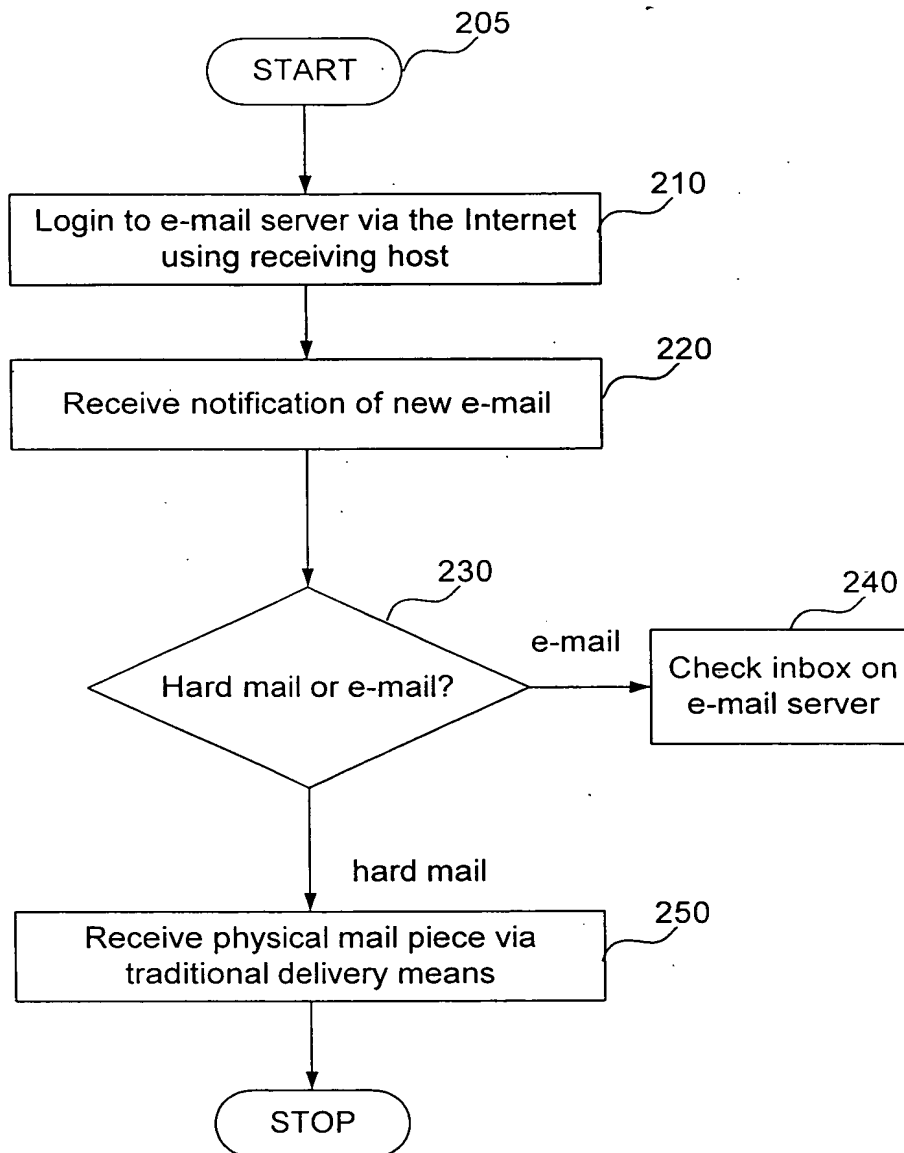 205
START
210
Login to e-mail server via the Internet
using receiving host
220
Receive notification of new e-mail
230
Hard mail or e-mail?
e-mail
240
Check inbox on
e-mail server
hard mail
250
Receive physical mail piece via
traditional delivery means
STOP